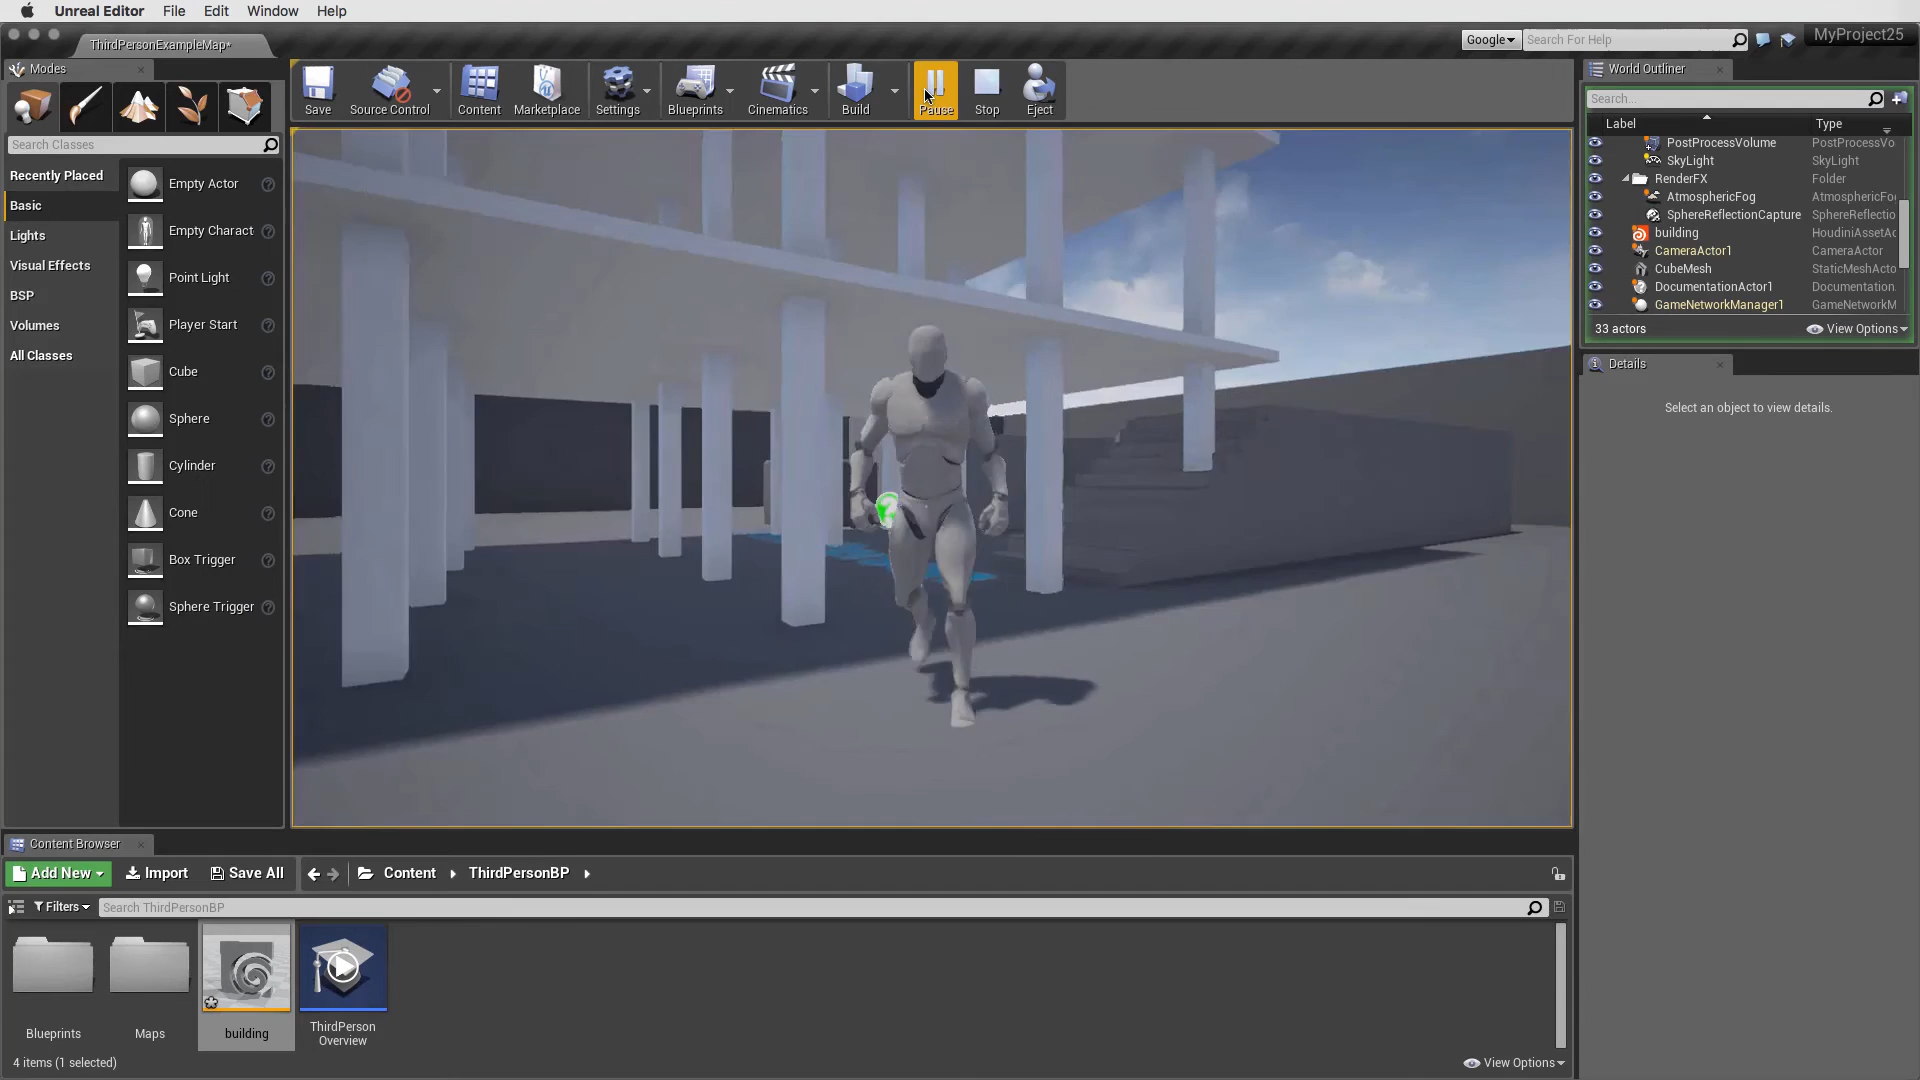 Unreal Editor File Edit Window Help
ThirdPersonExampleMap*
Google
Search For Help
MyProject25
Modes
Save
Source Control
Content
Marketplace
Settings
Blueprints
Cinematics
Build
Pause
Stop
Eject
Search Classes
Recently Placed
Basic
Lights
Visual Effects
BSP
Volumes
All Classes
Empty Actor
Empty Charact
Point Light
Player Start
Cube
Sphere
Cylinder
Cone
Box Trigger
Sphere Trigger
World Outliner
Search...
Label Type
PostProcessVolume PostProcessVo
SkyLight SkyLight
RenderFX Folder
AtmosphericFog AtmosphericFo
SphereReflectionCapture SphereReflectio
building HoudiniAssetAc
CameraActor1 CameraActor
CubeMesh StaticMeshActo
DocumentationActor1 Documentation.
GameNetworkManager1 GameNetworkM
33 actors
View Options
Details
Select an object to view details.
Content Browser
Add New
Import
Save All
Content
ThirdPersonBP
Filters
Search ThirdPersonBP
Blueprints
Maps
building
ThirdPerson
Overview
4 items (1 selected)
View Options